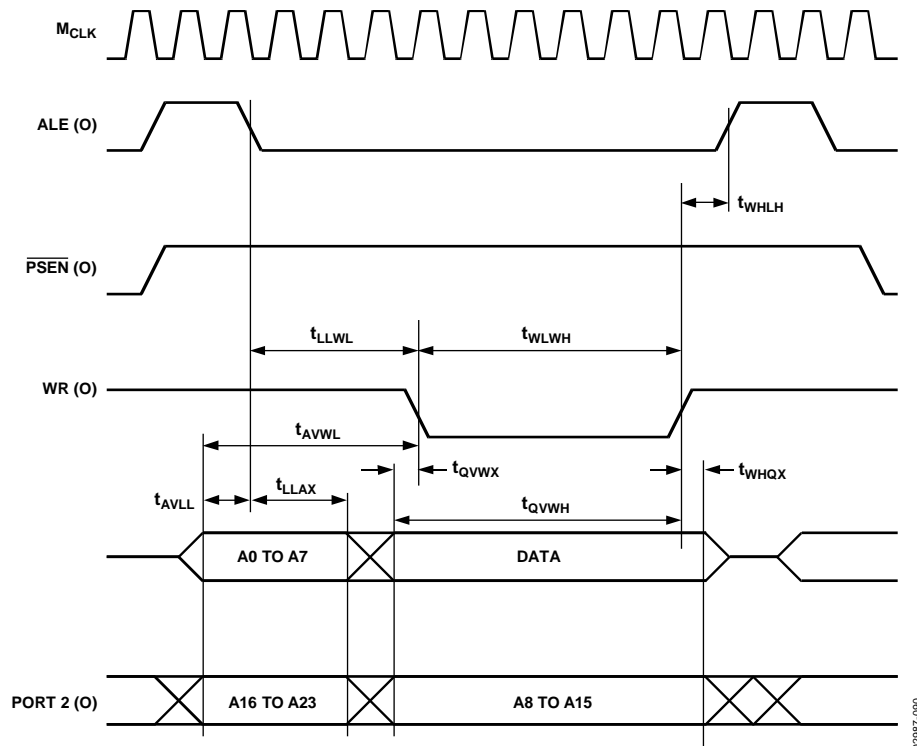 MCLK
ALE (O)
tWHLH
PSEN (O)
tLLWL
tWLWH
WR (O)
tAVWL
tQVWX
tWHQX
tAVLL
tLLAX
tQVWH
A0 TO A7
DATA
PORT 2 (O)
A16 TO A23
A8 TO A15